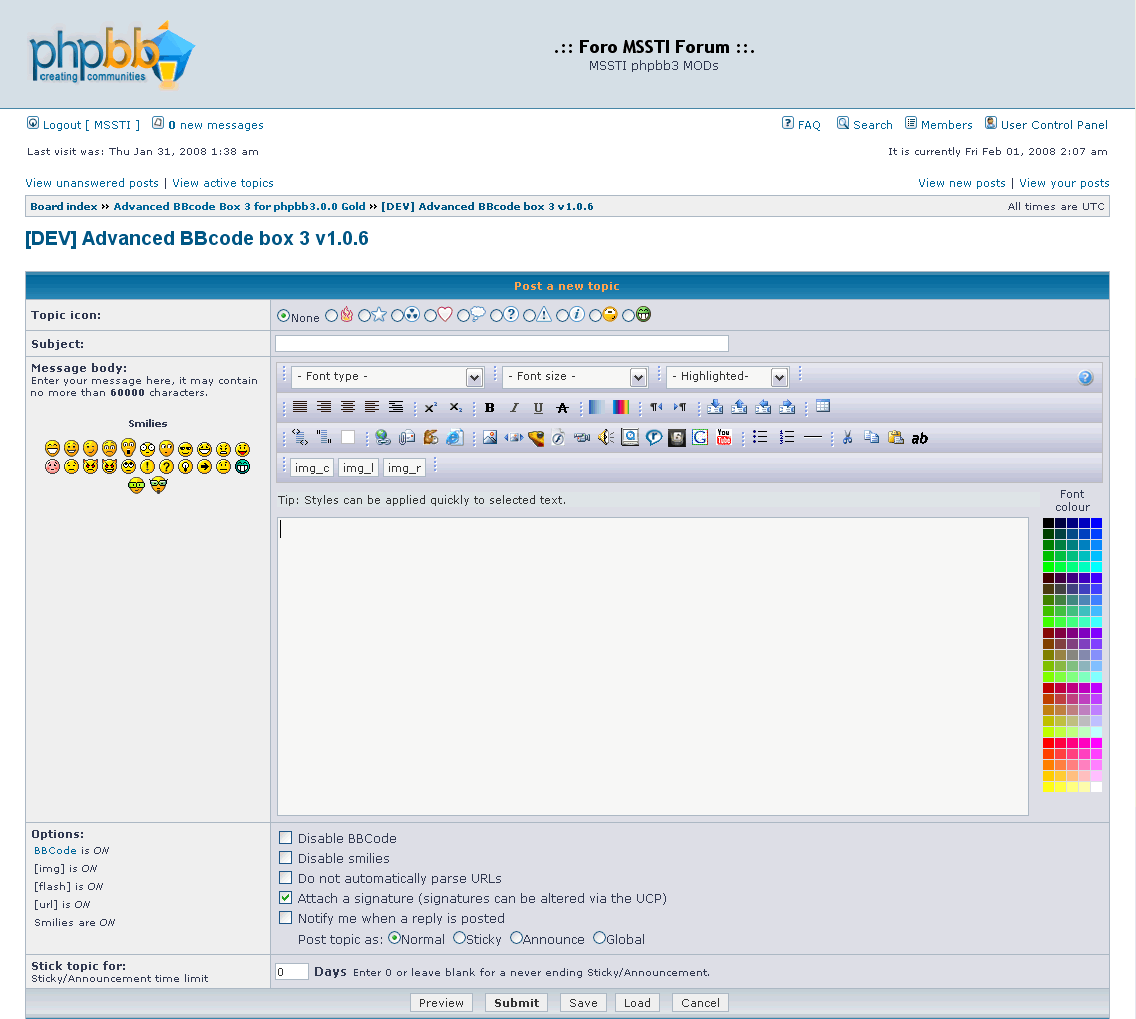 phpbb
creating communities
.:: Foro MSSTI Forum ::.
MSSTI phpbb3 MODs
Logout [ MSSTI ] 0 new messages FAQ Search Members User Control Panel
Last visit was: Thu Jan 31, 2008 1:38 am It is currently Fri Feb 01, 2008 2:07 am
View unanswered posts | View active topics View new posts | View your posts
Board index » Advanced BBcode Box 3 for phpbb3.0.0 Gold » [DEV] Advanced BBcode box 3 v1.0.6 All times are UTC
[DEV] Advanced BBcode box 3 v1.0.6
Post a new topic
Topic icon: None
Subject:
Message body:
Enter your message here, it may contain
no more than 60000 characters.
Smilies
- Font type - - Font size - - Highlighted-
x² x₂ B I U A
You Tube ab
img_c img_l img_r
Tip: Styles can be applied quickly to selected text.
Font
colour
Options:
BBCode is ON
[img] is ON
[flash] is ON
[url] is ON
Smilies are ON
Disable BBCode
Disable smilies
Do not automatically parse URLs
Attach a signature (signatures can be altered via the UCP)
Notify me when a reply is posted
Post topic as: Normal Sticky Announce Global
Stick topic for:
Sticky/Announcement time limit
0 Days Enter 0 or leave blank for a never ending Sticky/Announcement.
Preview Submit Save Load Cancel